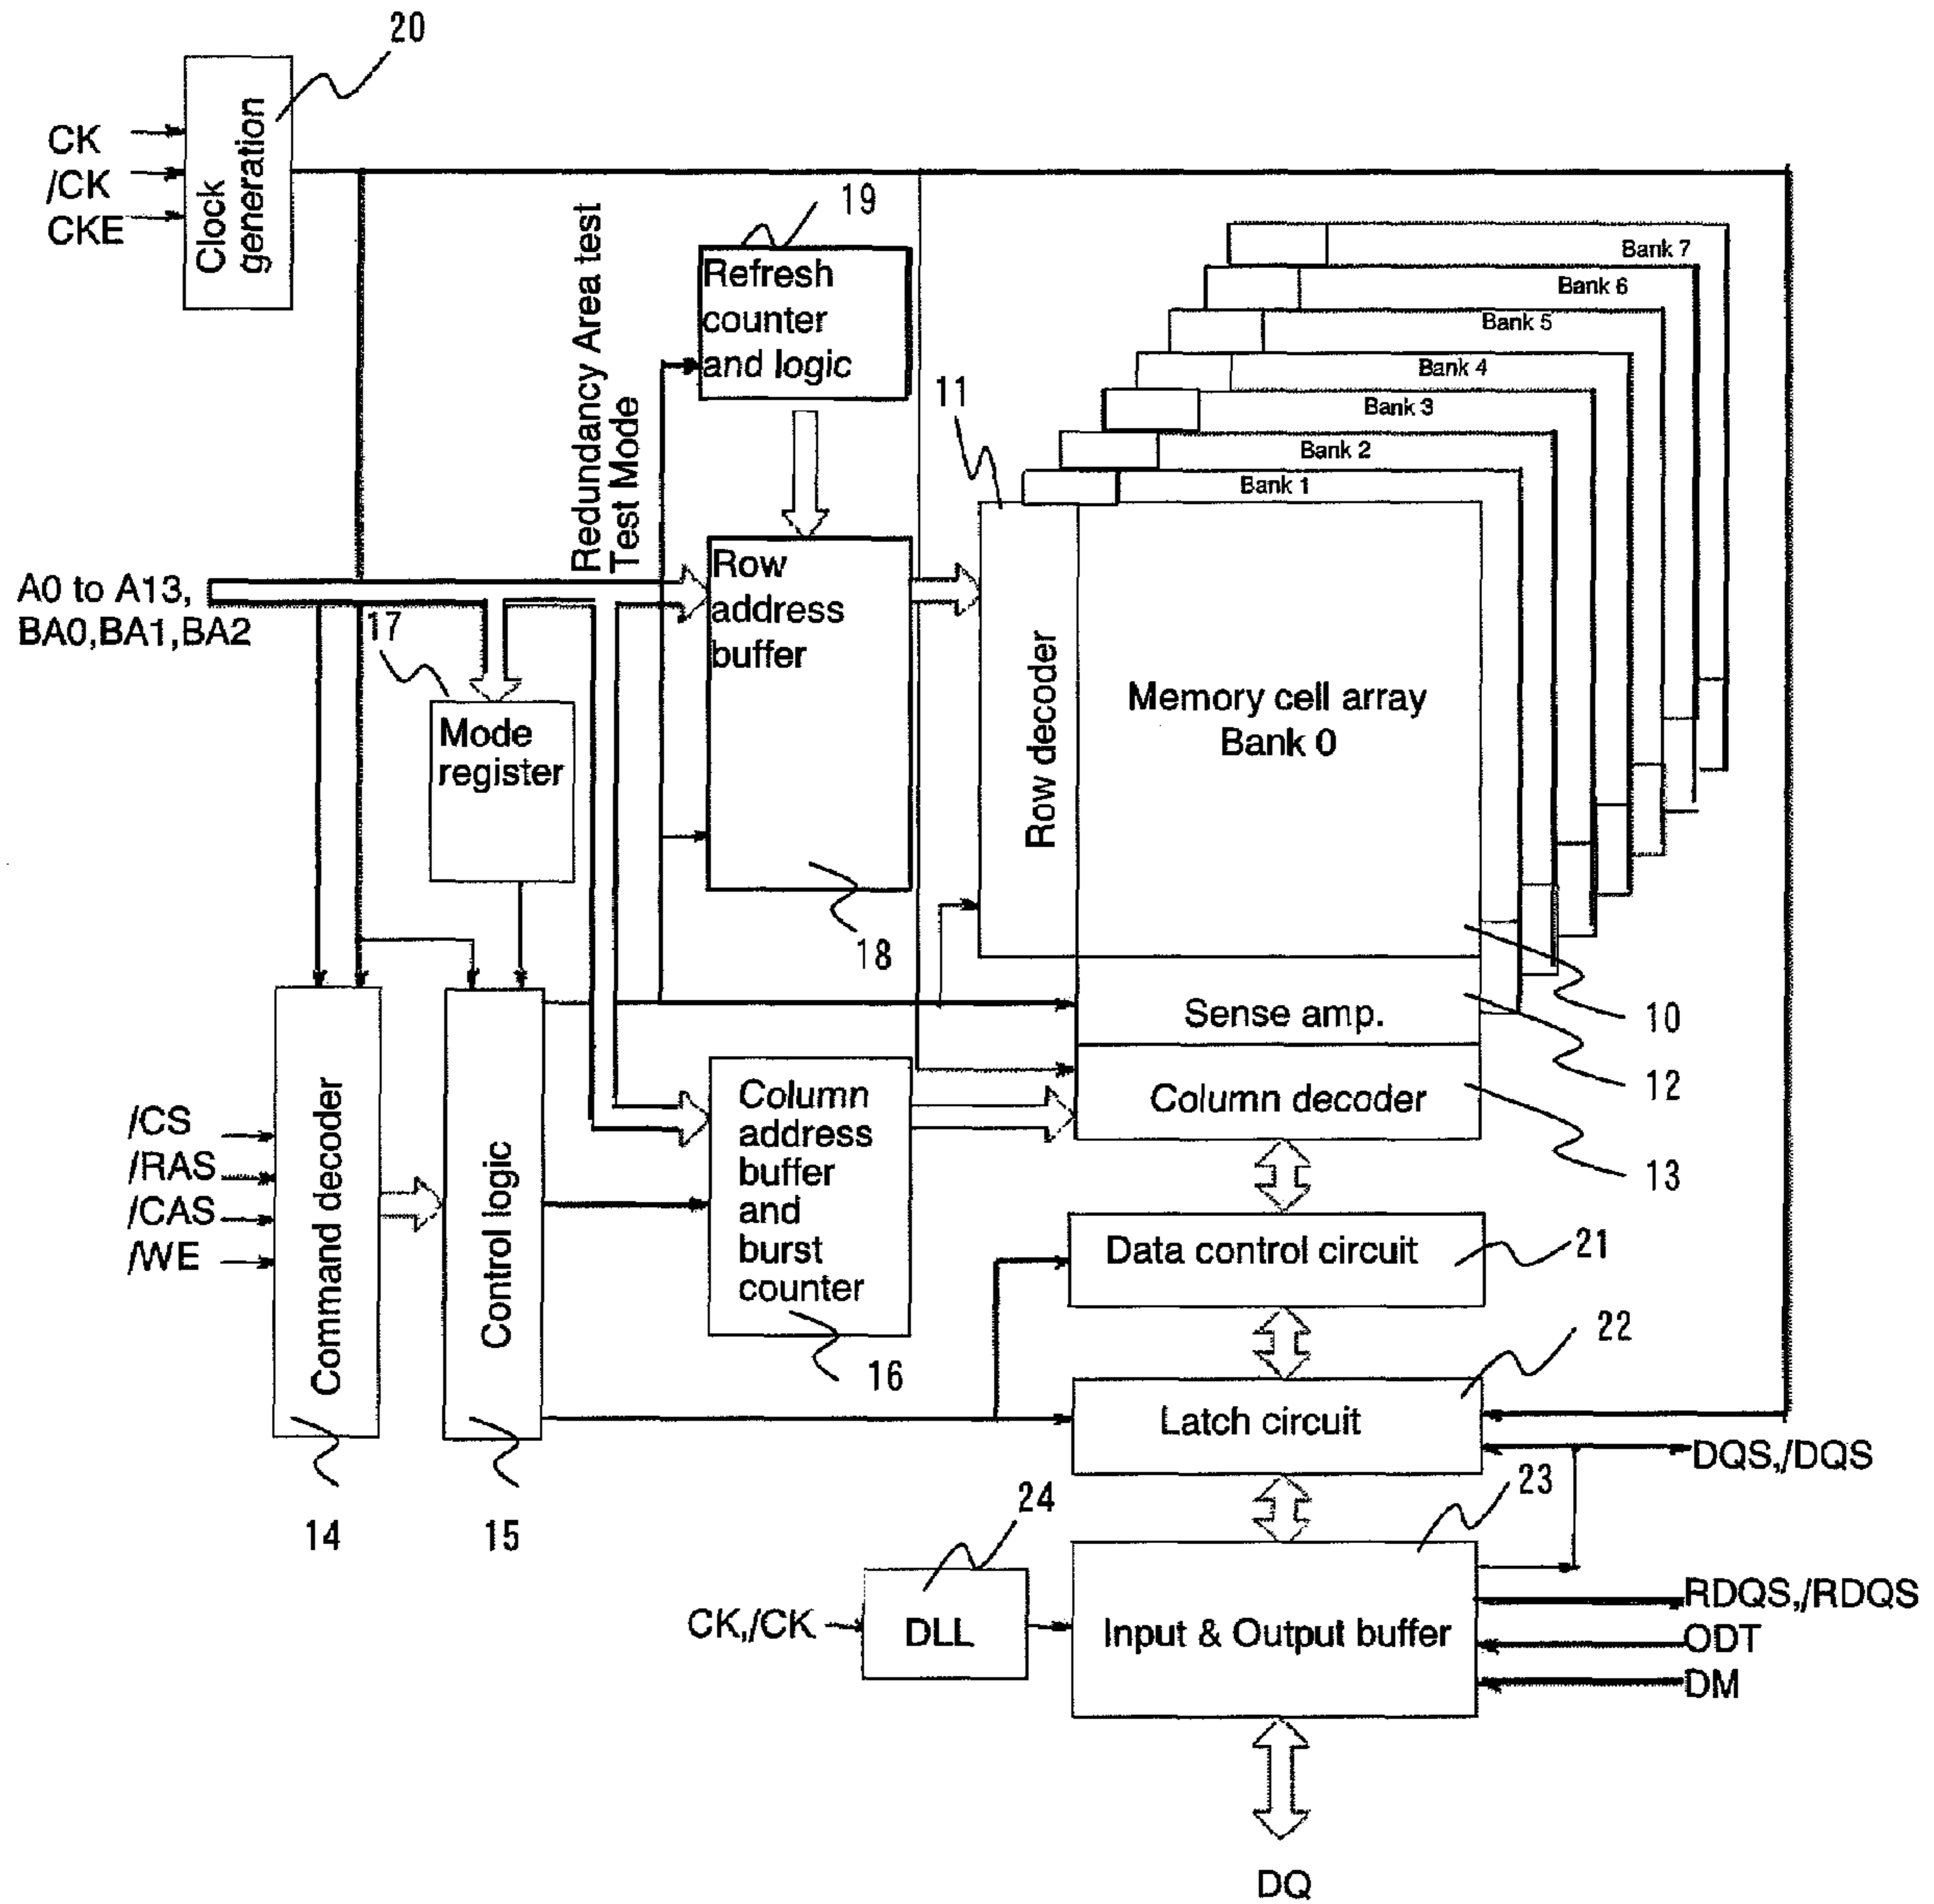 20
CK
/CK
CKE
Clock
generation
19
Refresh
counter
and logic
Redundancy Area test
Test Mode
Bank 7
Bank 6
Bank 5
Bank 4
Bank 3
Bank 2
Bank 1
11
A0 to A13,
BA0,BA1,BA2
17
Mode
register
Row
address
buffer
18
Row decoder
Memory cell array
Bank 0
10
Sense amp.
12
Column decoder
13
/CS
/RAS
/CAS
/WE
Command decoder
14
Control logic
15
Column
address
buffer
and
burst
counter
16
Data control circuit
21
22
Latch circuit
DQS,/DQS
23
24
CK,/CK
DLL
Input & Output buffer
RDQS,/RDQS
ODT
DM
DQ